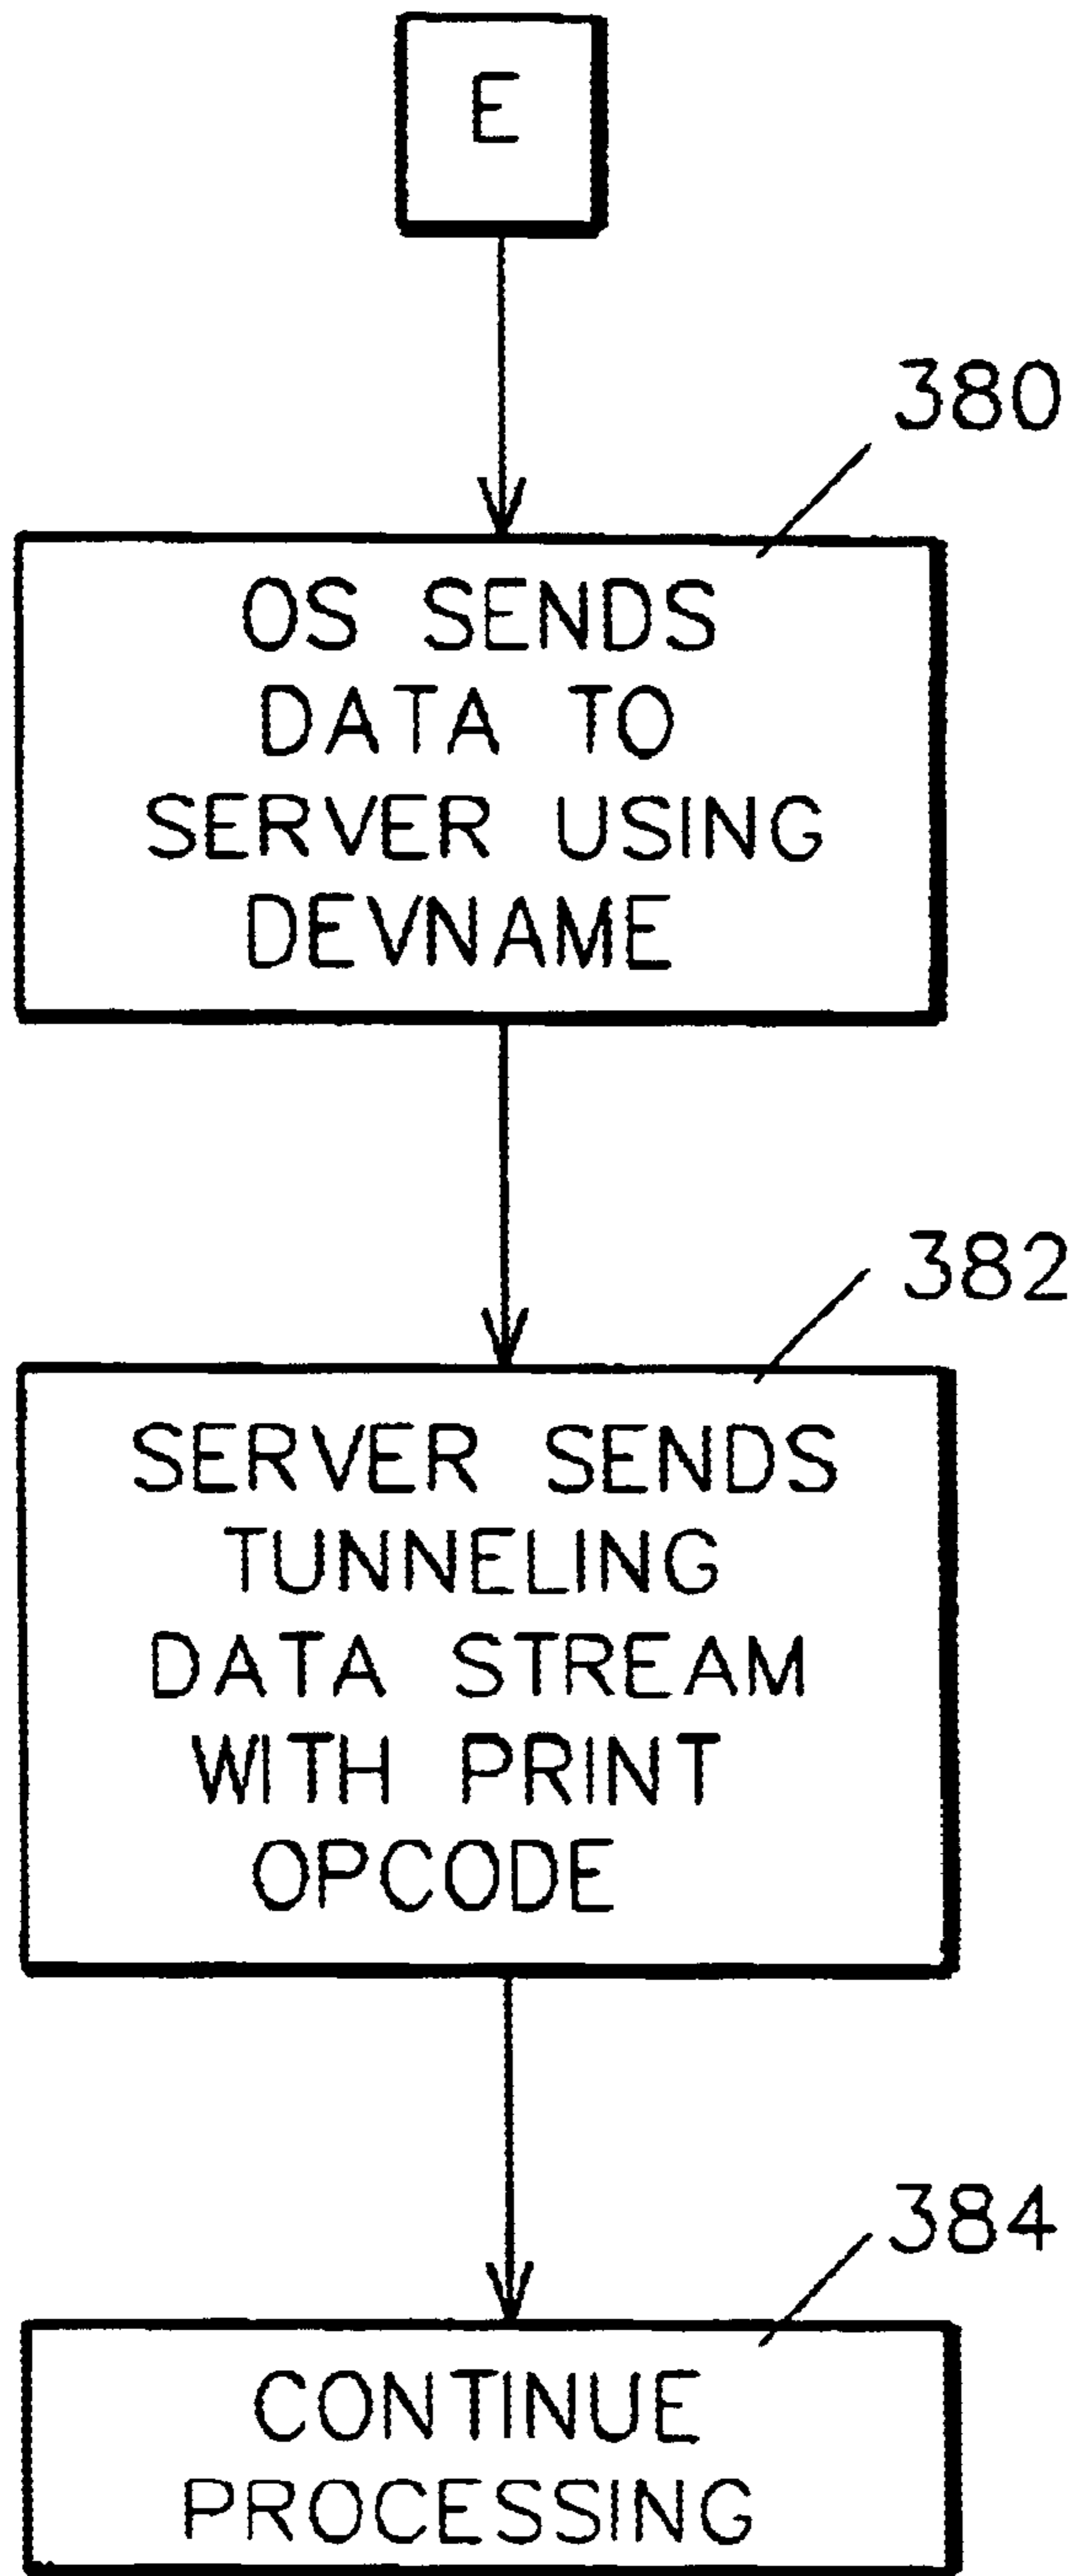 E
380
OS SENDS
DATA TO
SERVER USING
DEVNAME
382
SERVER SENDS
TUNNELING
DATA STREAM
WITH PRINT
OPCODE
384
CONTINUE
PROCESSING